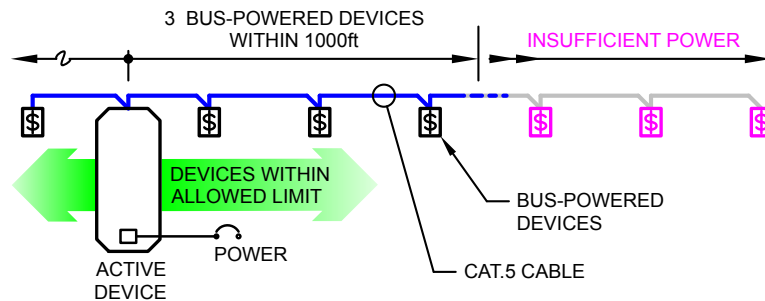 3 BUS-POWERED DEVICES
WITHIN 1000ft
INSUFFICIENT POWER
$ $ $ $ $ $ $
DEVICES WITHIN
ALLOWED LIMIT
BUS-POWERED
DEVICES
POWER
ACTIVE
DEVICE
CAT.5 CABLE